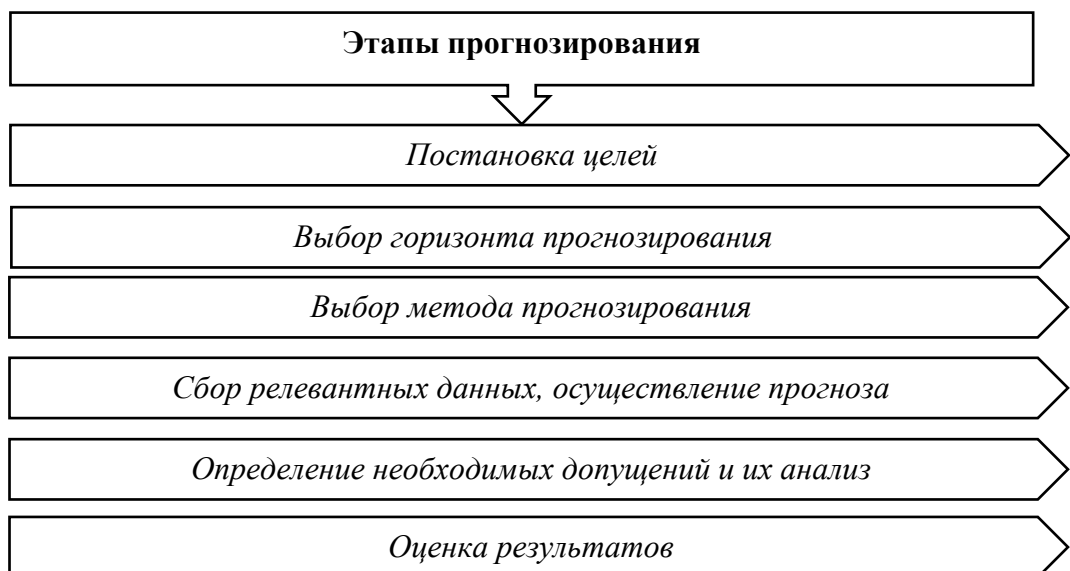 Этапы прогнозирования
Постановка целей
Выбор горизонта прогнозирования
Выбор метода прогнозирования
Сбор релевантных данных, осуществление прогноза
Определение необходимых допущений и их анализ
Оценка результатов